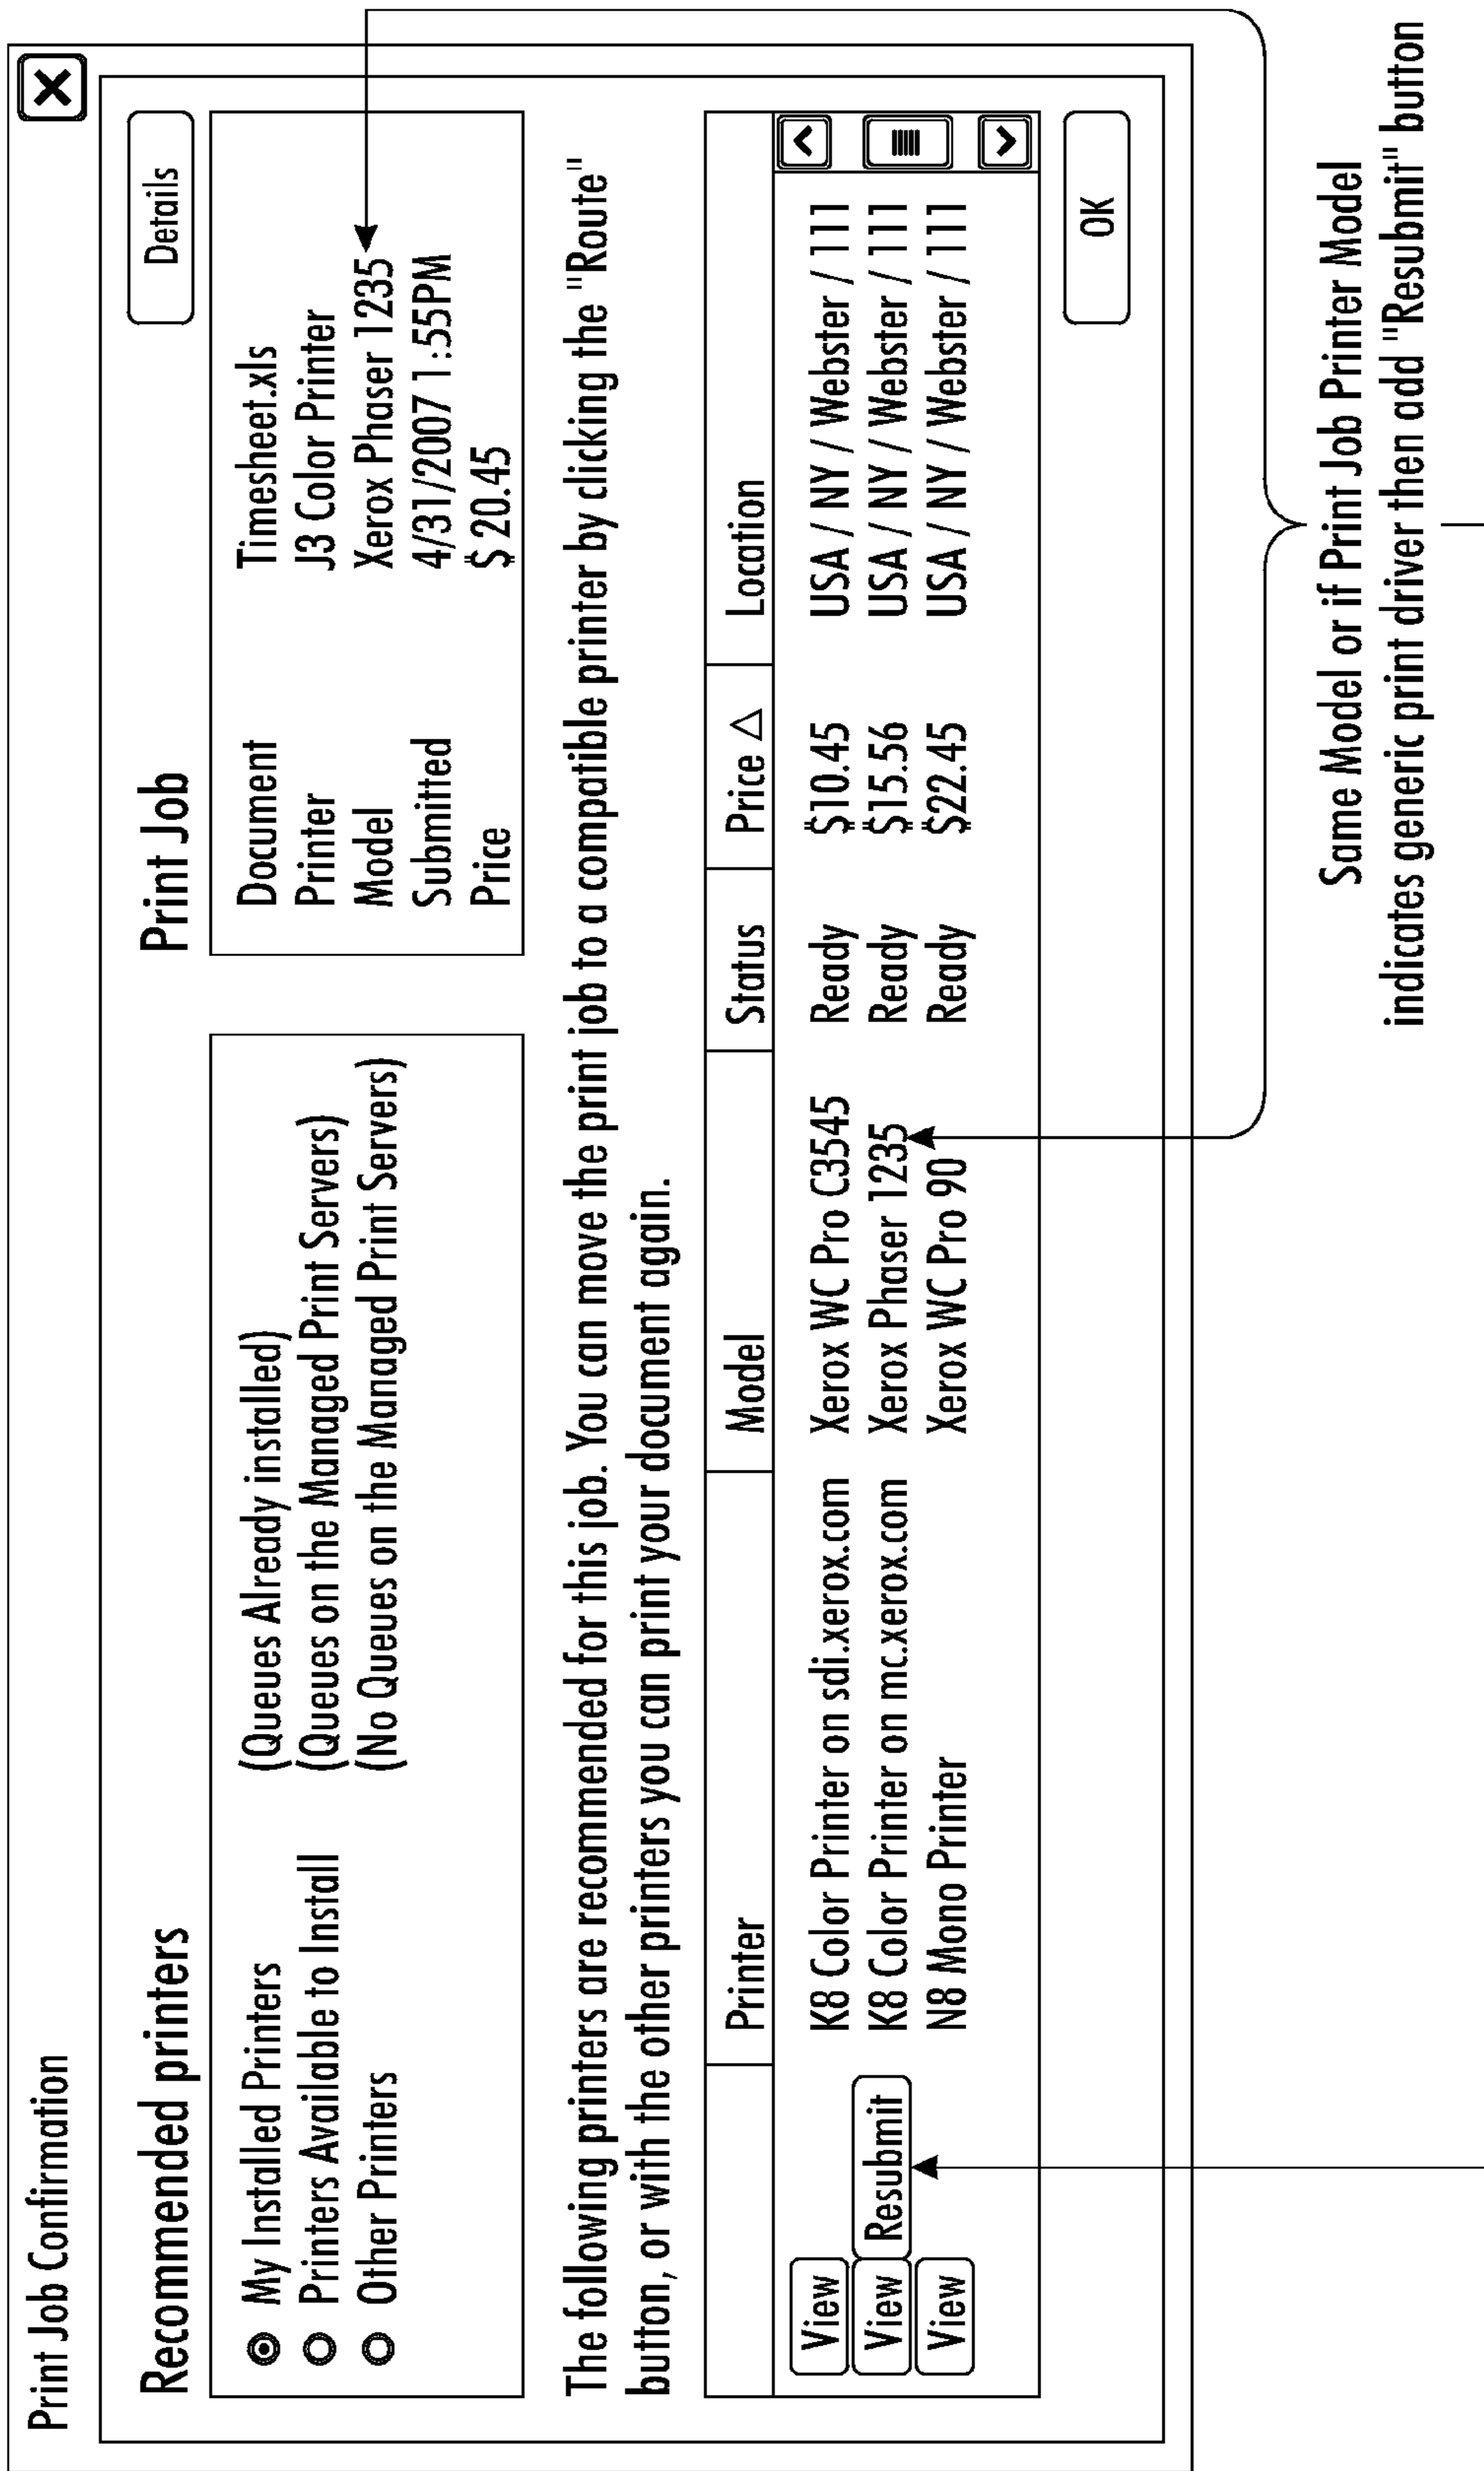 Print Job Confirmation
Recommended printers
My Installed Printers (Queues Already installed)
Printers Available to Install (Queues on the Managed Print Servers)
Other Printers (No Queues on the Managed Print Servers)
Print Job
Details
Document Timesheet.xls
Printer J3 Color Printer
Model Xerox Phaser 1235
Submitted 4/31/2007 1:55PM
Price $ 20.45
The following printers are recommended for this job. You can move the print job to a compatible printer by clicking the "Route"
button, or with the other printers you can print your document again.
Printer Model Status Price △ Location
View K8 Color Printer on sdi.xerox.com Xerox WC Pro C3545 Ready $10.45 USA / NY / Webster / 111
View Resubmit K8 Color Printer on mc.xerox.com Xerox Phaser 1235 Ready $15.56 USA / NY / Webster / 111
View N8 Mono Printer Xerox WC Pro 90 Ready $22.45 USA / NY / Webster / 111
OK
Same Model or if Print Job Printer Model
indicates generic print driver then add "Resubmit" button